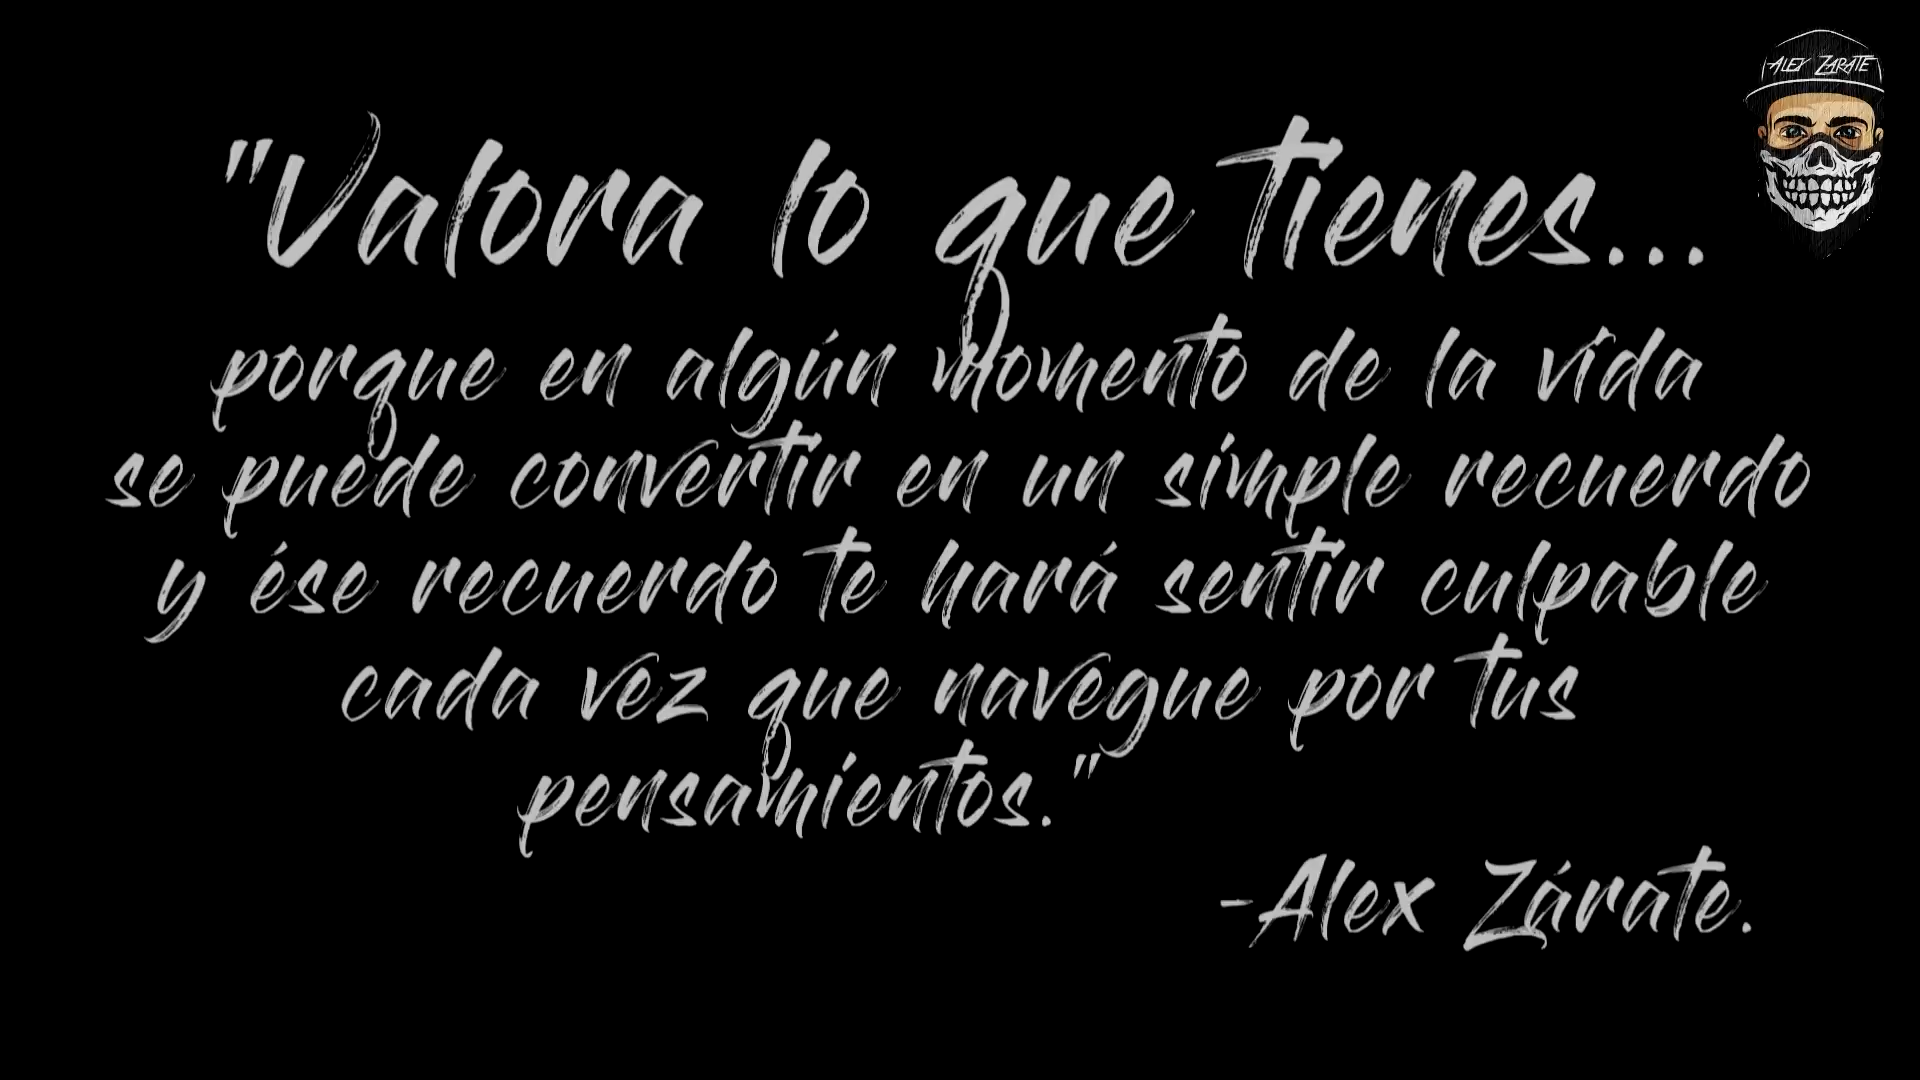 ALEX ZARATE
"Valora lo que tienes...
porque en algún momento de la vida
se puede convertir en un simple recuerdo
y ése recuerdo te hará sentir culpable
cada vez que navegue por tus
pensamientos."
-Alex Zárate.